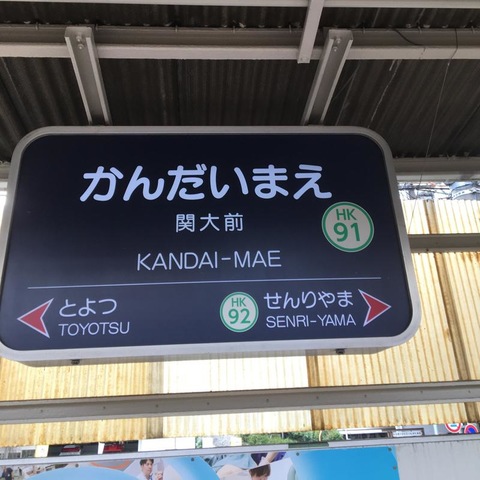 かんだいまえ
関大前
HK
91
KANDAI-MAE
とよつ
TOYOTSU
HK
92
せんりやま
SENRI-YAMA